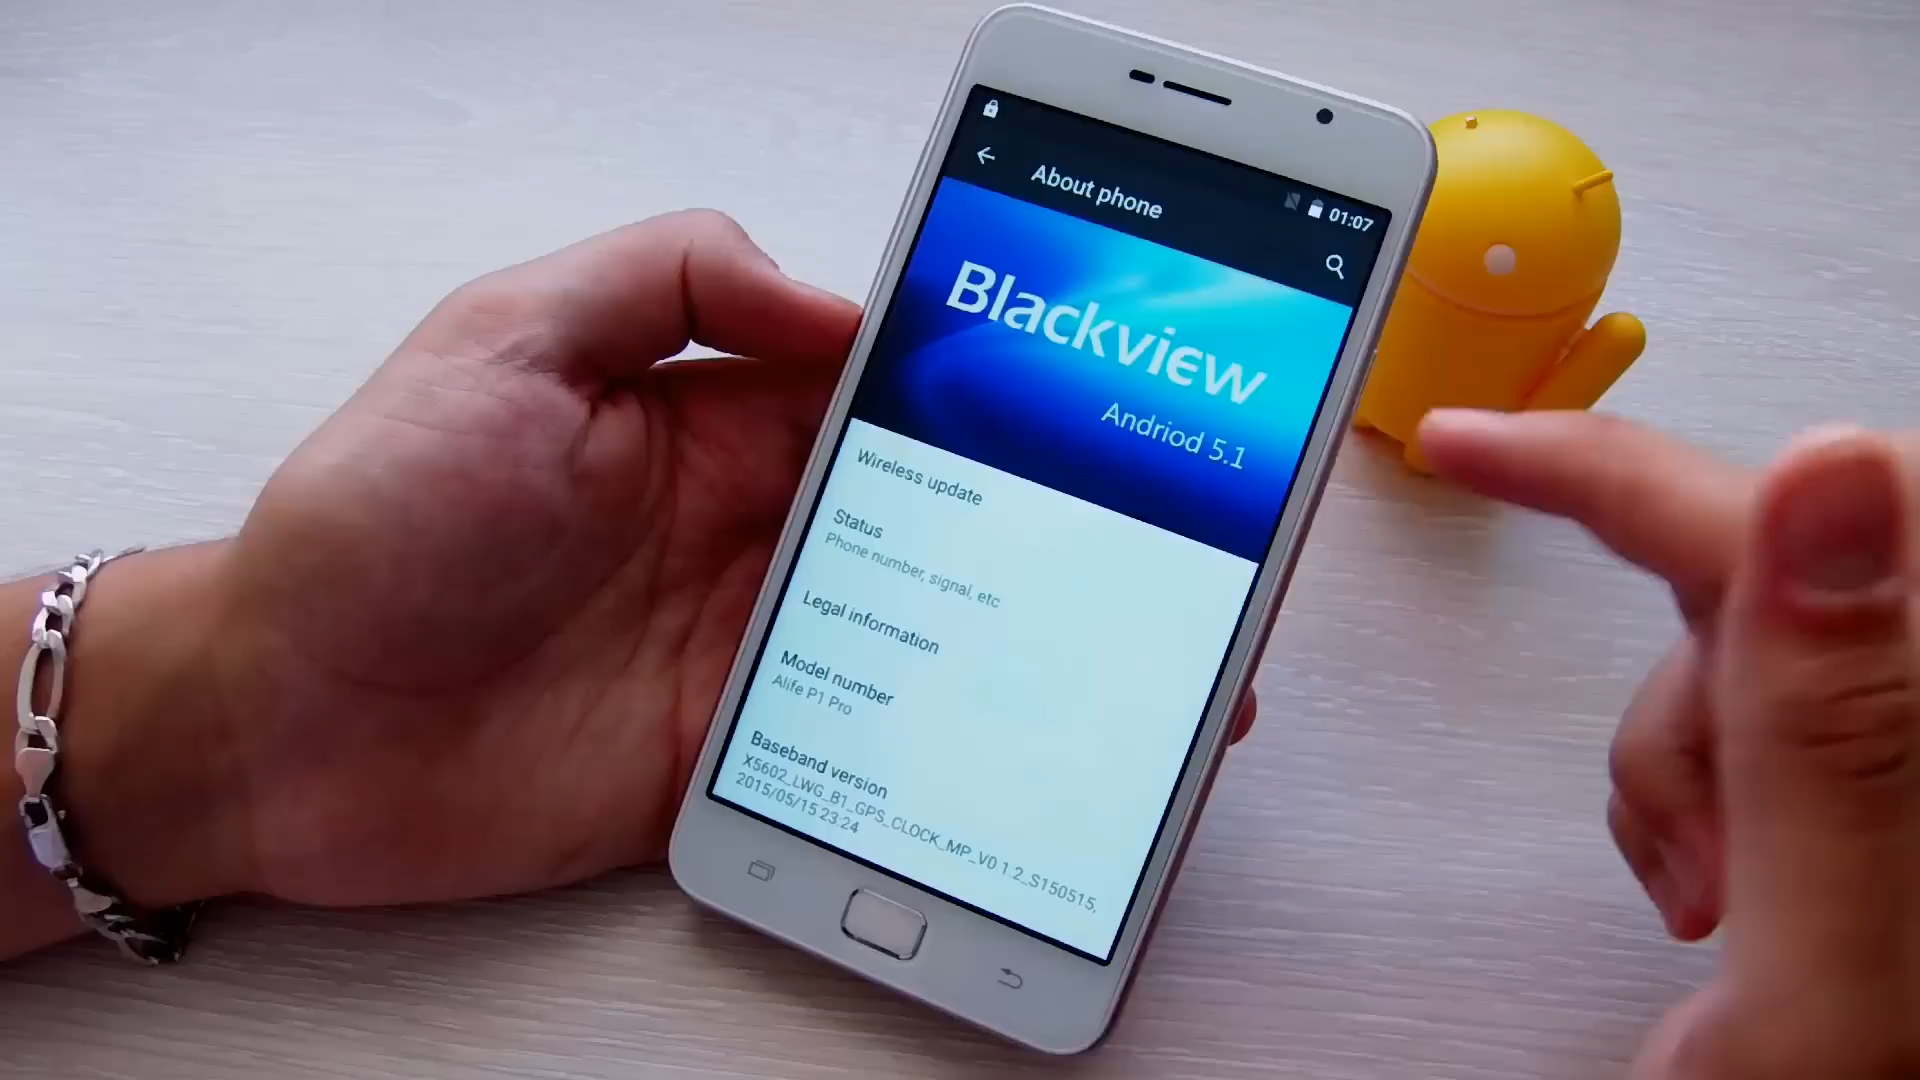 01:07
About phone
Blackview
Andriod 5.1
Wireless update
Status
Phone number, signal, etc
Legal information
Model number
Alife P1 Pro
Baseband version
X5602_LWG_B1_GPS_CLOCK_MP_V0 1.2_S150515,
2015/05/15 23:24